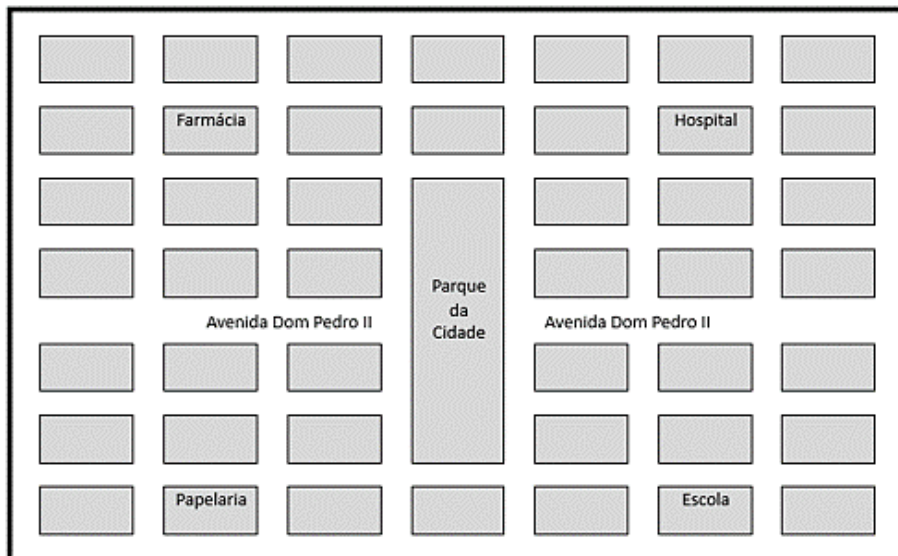 Farmácia
Hospital
Parque
da
Cidade
Avenida Dom Pedro II
Avenida Dom Pedro II
Papelaria
Escola